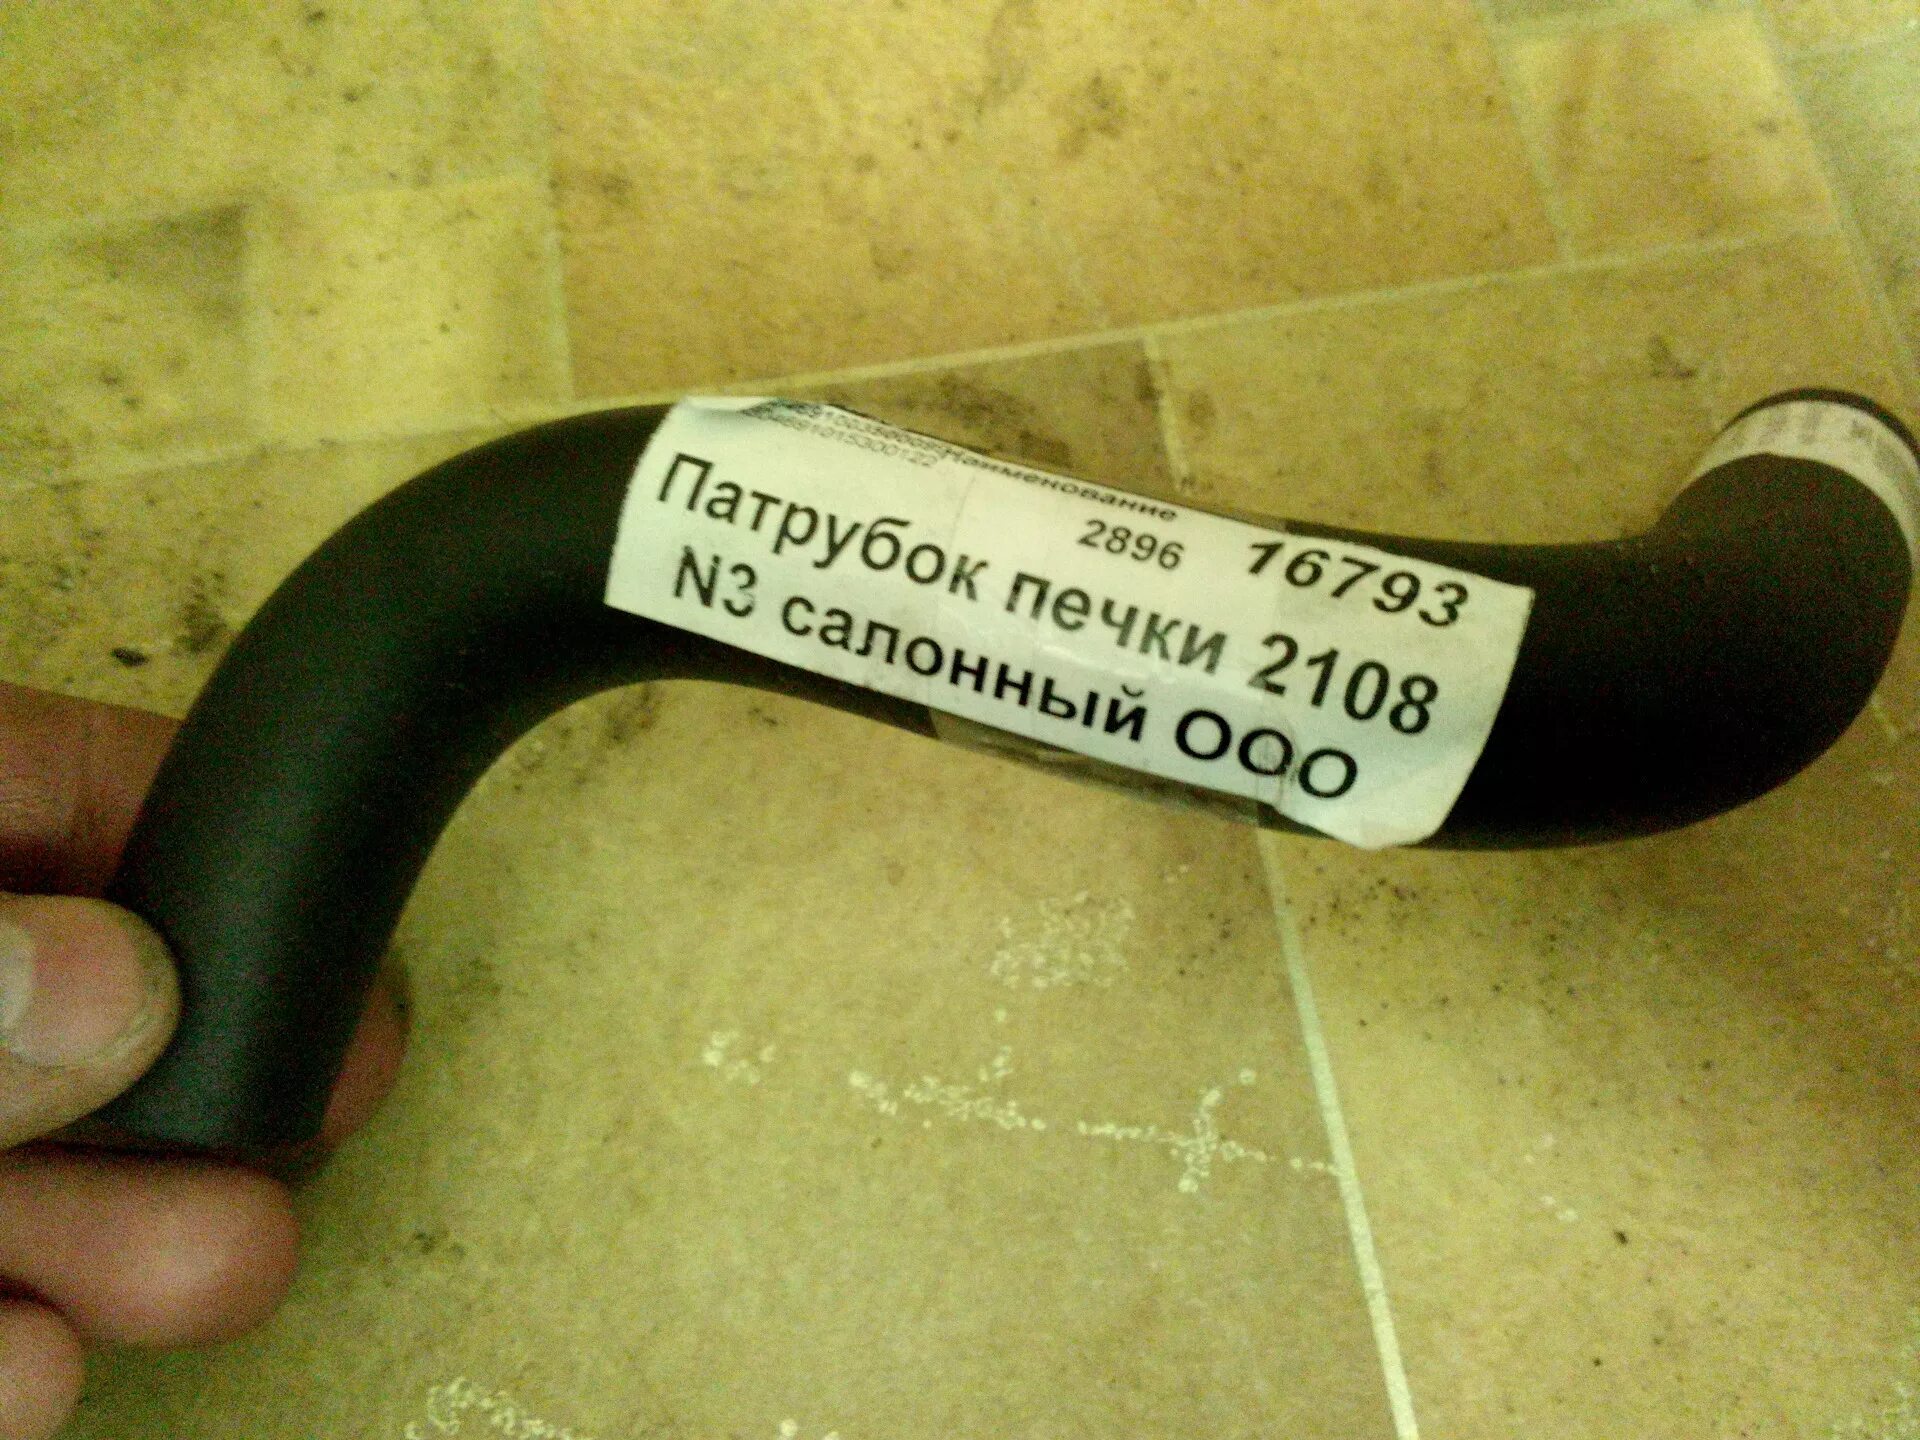 Наименование
2896 16793
Патрубок печки 2108
N3 салонный ООО